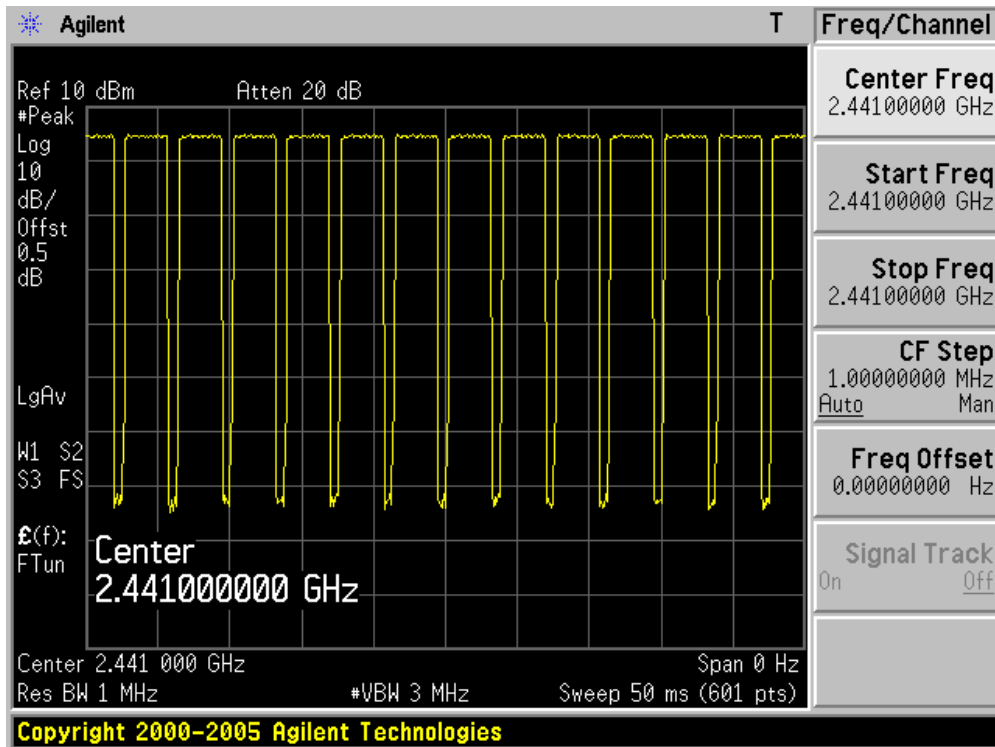 Agilent
T
Freq/Channel
Ref 10 dBm
Atten 20 dB
#Peak
Log
10
dB/
Offst
0.5
dB
LgAv
W1 S2
S3 FS
£(f):
FTun
Center
2.441000000 GHz
Center 2.441 000 GHz
Span 0 Hz
Res BW 1 MHz
#VBW 3 MHz
Sweep 50 ms (601 pts)
Center Freq
2.44100000 GHz
Start Freq
2.44100000 GHz
Stop Freq
2.44100000 GHz
CF Step
1.00000000 MHz
Auto Man
Freq Offset
0.00000000 Hz
Signal Track
On Off
Copyright 2000-2005 Agilent Technologies